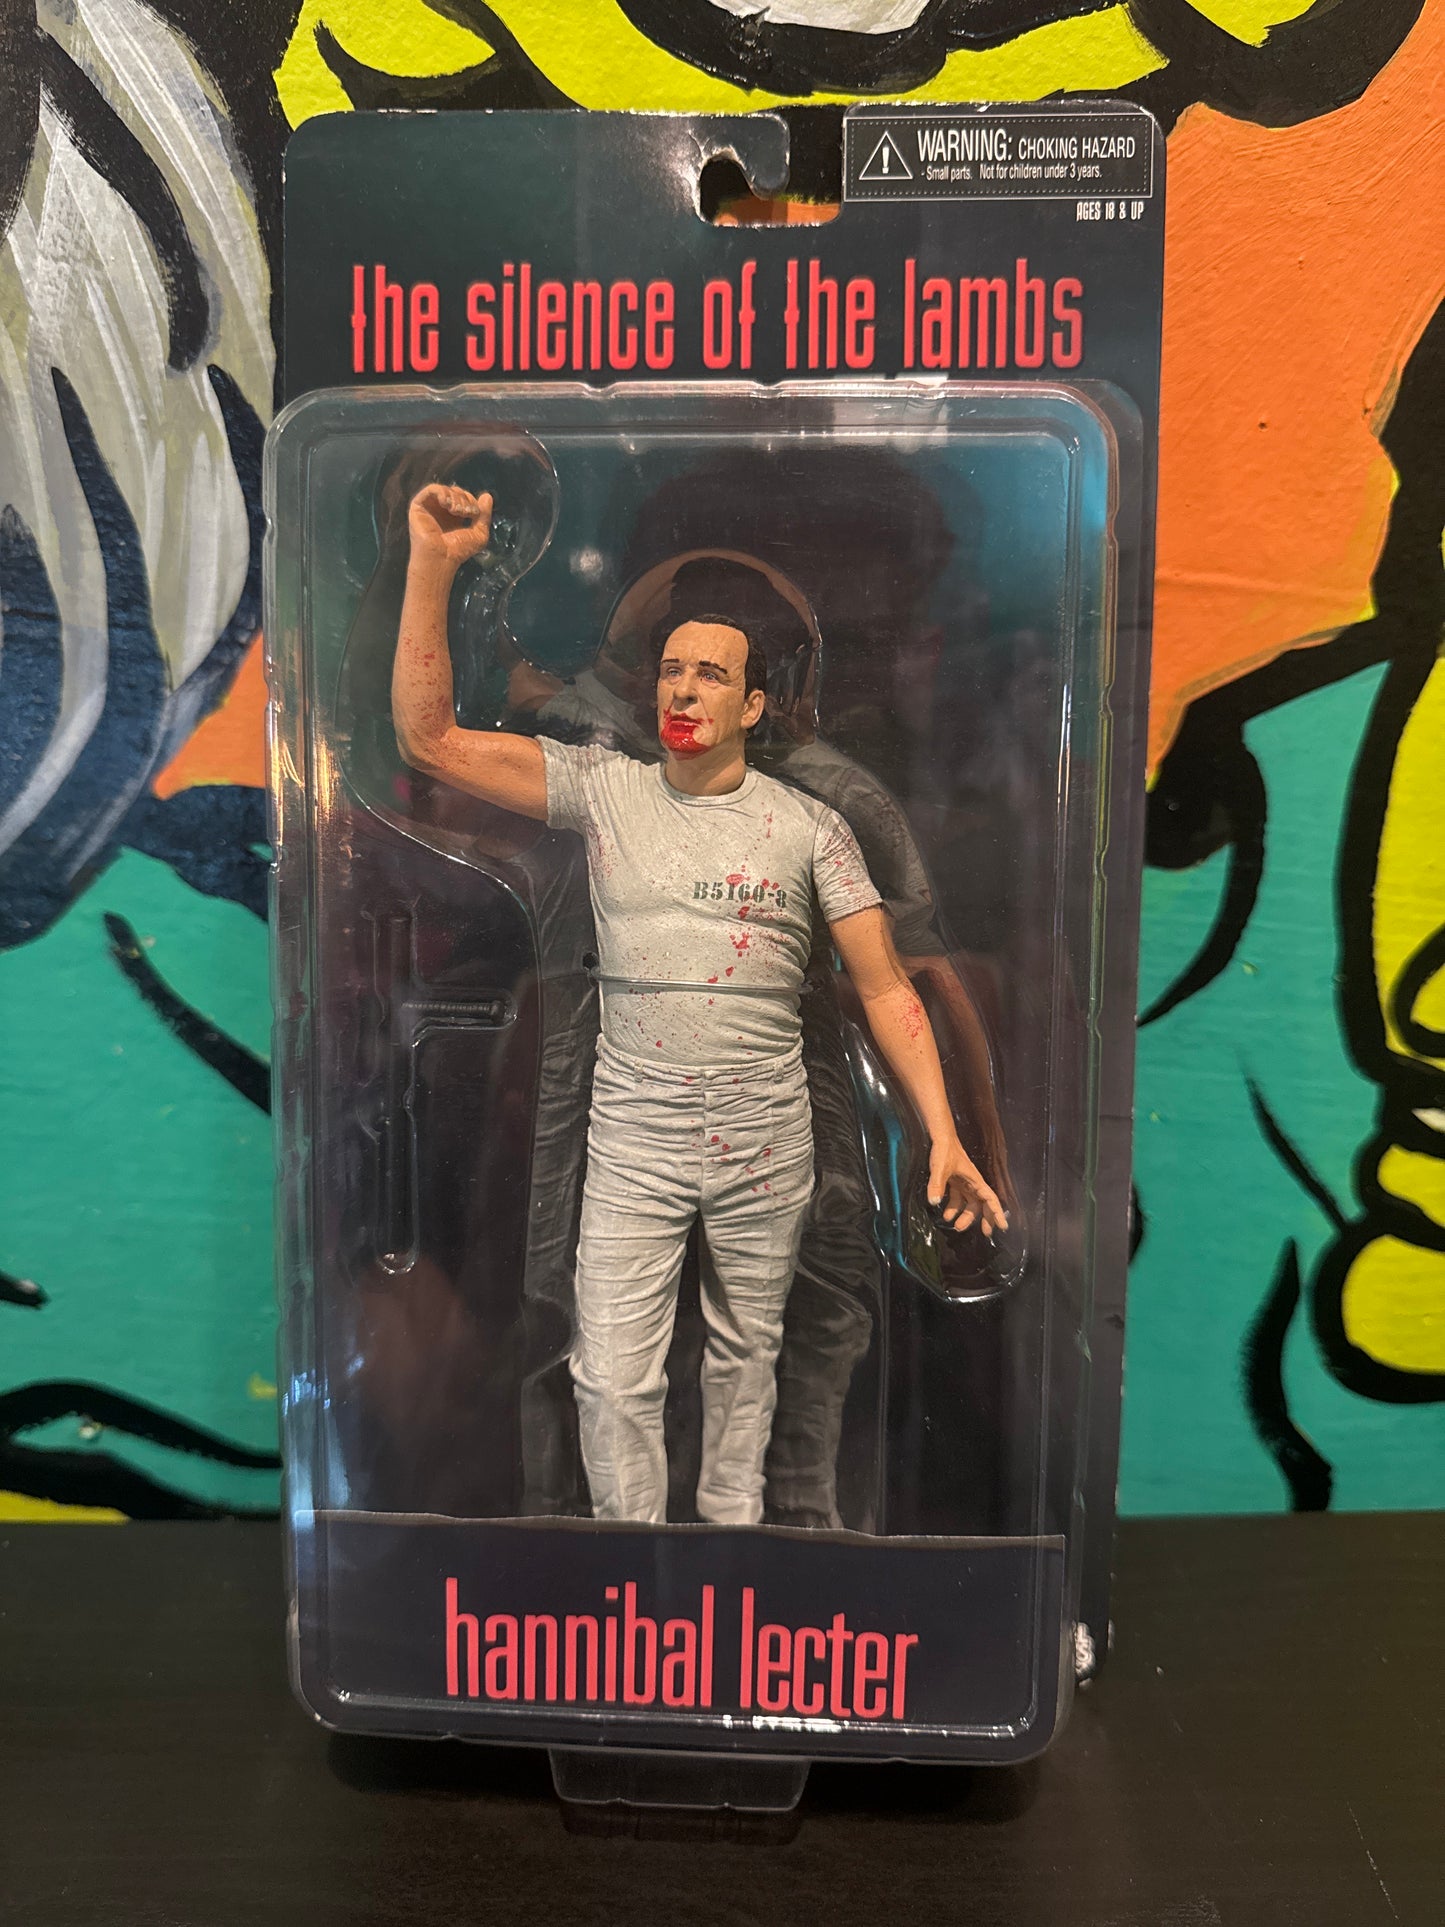 WARNING: CHOKING HAZARD
- Small parts. Not for children under 3 years.
AGES 18 & UP
the silence of the lambs
B5160-8
hannibal lecter